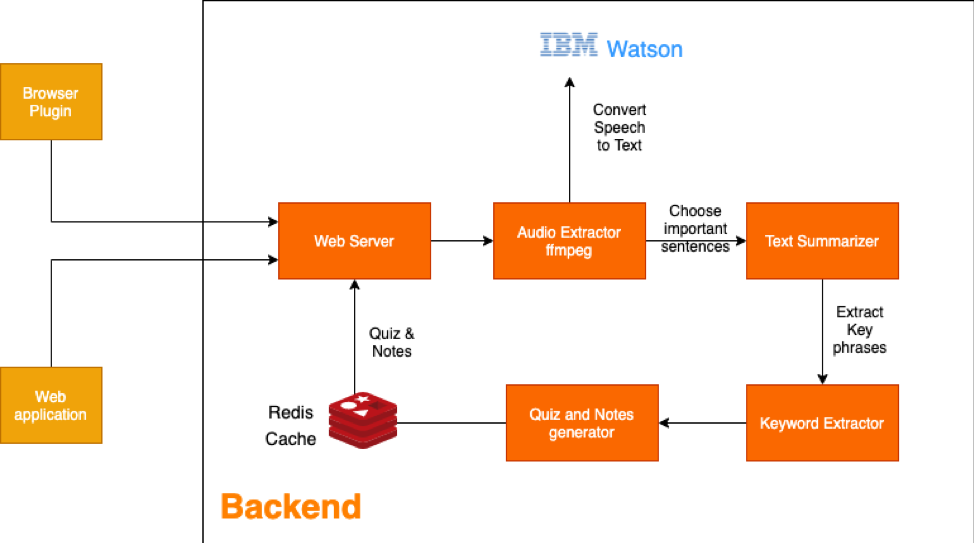 IBM Watson
Browser
Plugin
Convert
Speech
to Text
Web Server
Audio Extractor
ffmpeg
Choose
important
sentences
Text Summarizer
Extract
Key
phrases
Quiz &
Notes
Web
application
Redis
Cache
Quiz and Notes
generator
Keyword Extractor
Backend